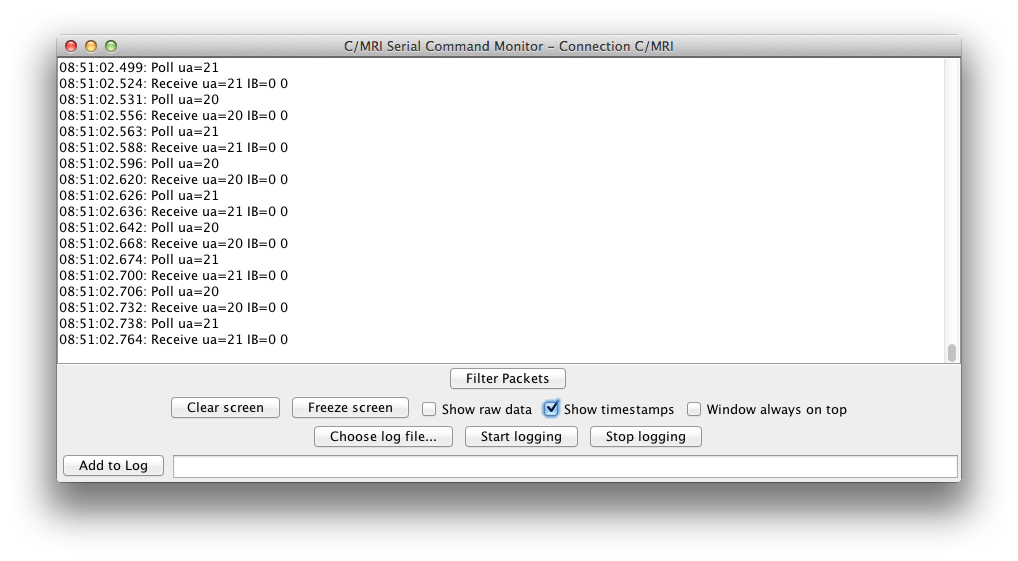 C/MRI Serial Command Monitor – Connection C/MRI
08:51:02.499: Poll ua=21
08:51:02.524: Receive ua=21 IB=0 0
08:51:02.531: Poll ua=20
08:51:02.556: Receive ua=20 IB=0 0
08:51:02.563: Poll ua=21
08:51:02.588: Receive ua=21 IB=0 0
08:51:02.596: Poll ua=20
08:51:02.620: Receive ua=20 IB=0 0
08:51:02.626: Poll ua=21
08:51:02.636: Receive ua=21 IB=0 0
08:51:02.642: Poll ua=20
08:51:02.668: Receive ua=20 IB=0 0
08:51:02.674: Poll ua=21
08:51:02.700: Receive ua=21 IB=0 0
08:51:02.706: Poll ua=20
08:51:02.732: Receive ua=20 IB=0 0
08:51:02.738: Poll ua=21
08:51:02.764: Receive ua=21 IB=0 0
Filter Packets
Clear screen Freeze screen Show raw data Show timestamps Window always on top
Choose log file... Start logging Stop logging
Add to Log